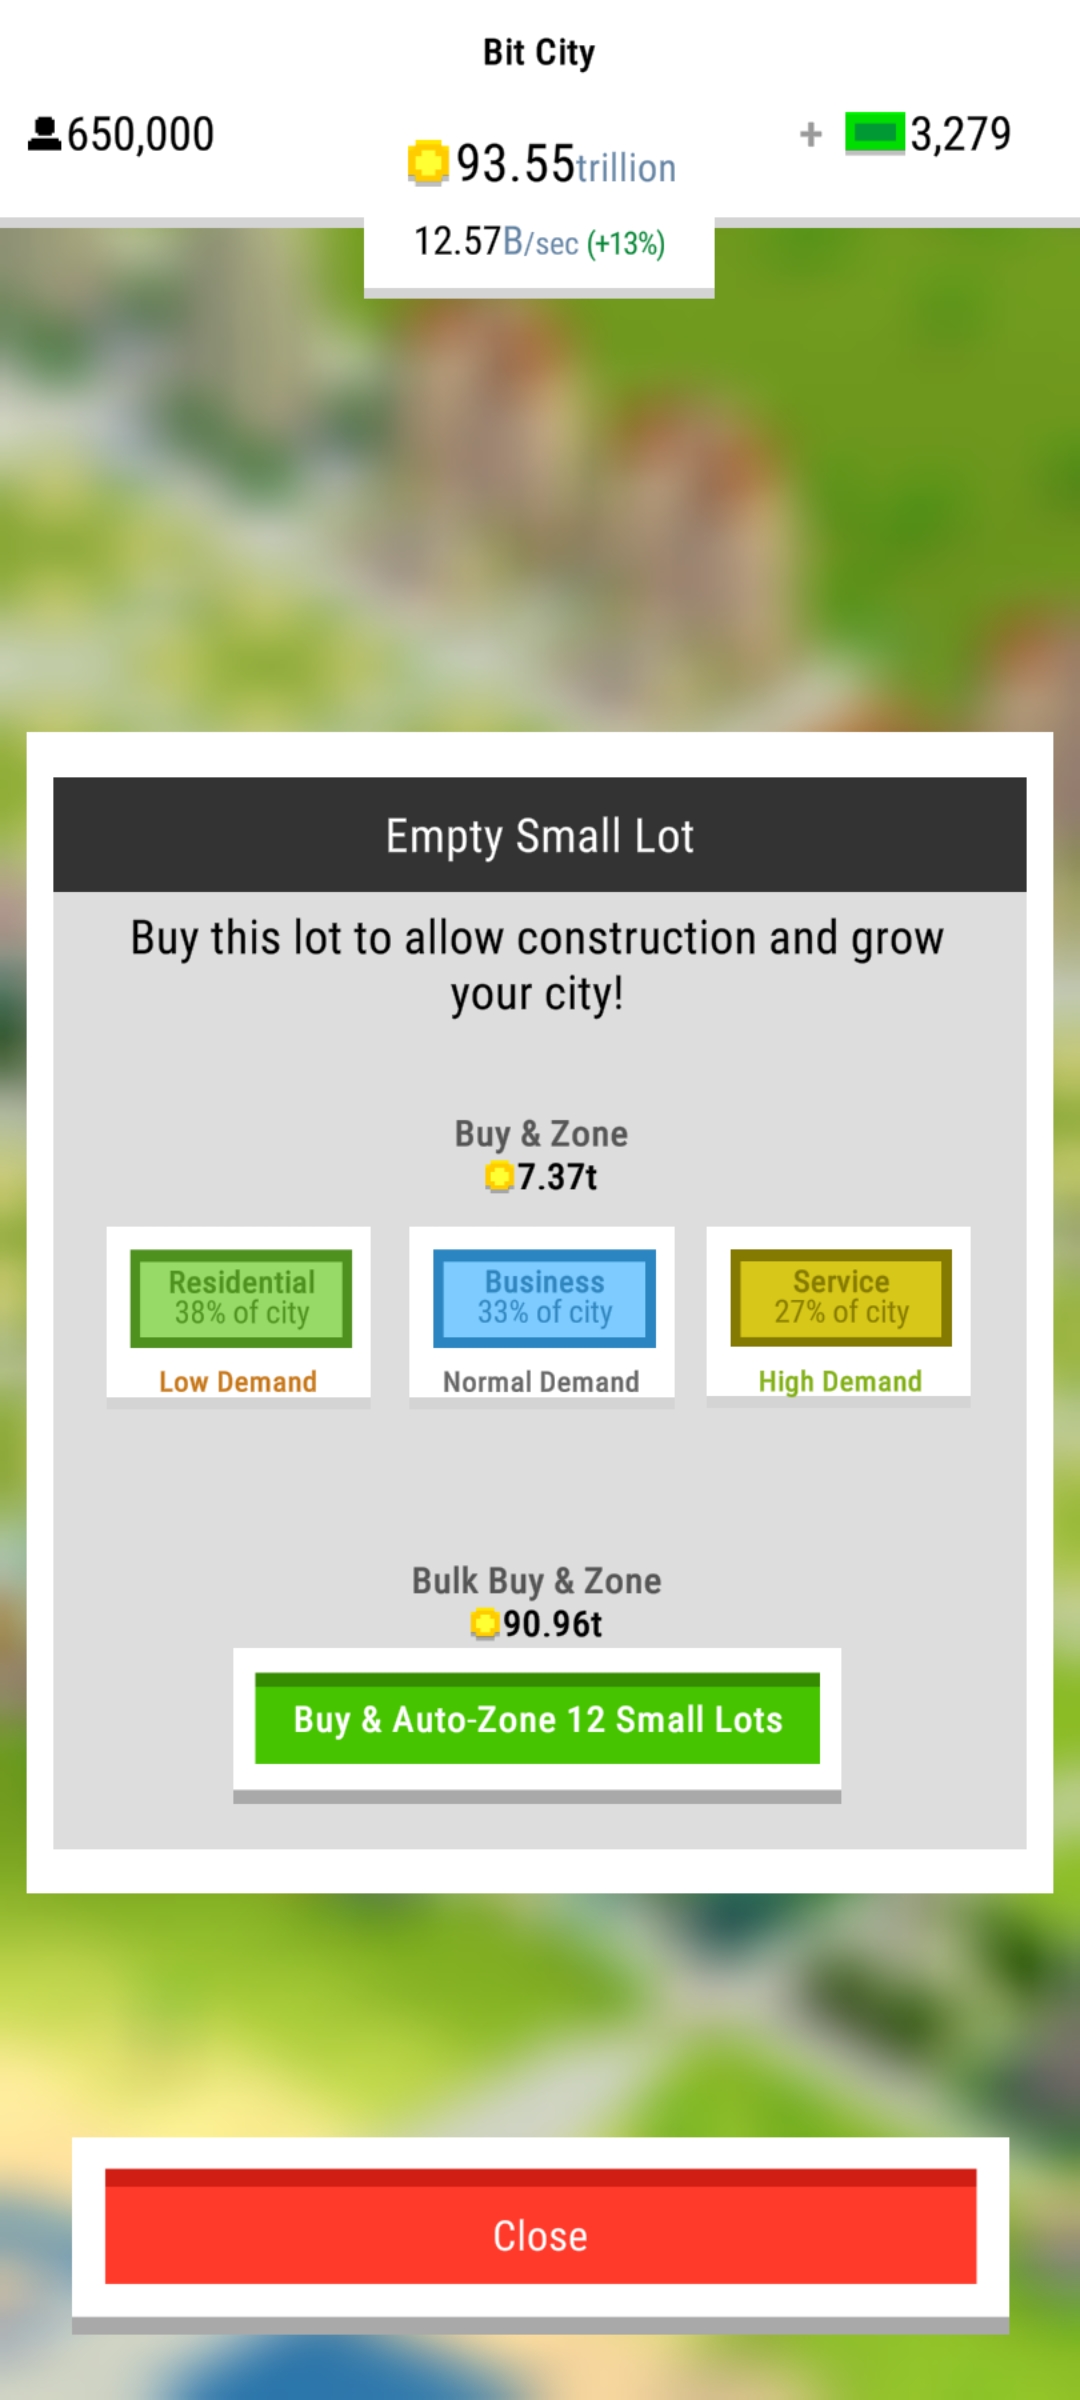 Bit City
650,000
93.55trillion
+ 3,279
12.57B/sec (+13%)
Empty Small Lot
Buy this lot to allow construction and grow
your city!
Buy & Zone
7.37t
Residential
38% of city
Low Demand
Business
33% of city
Normal Demand
Service
27% of city
High Demand
Bulk Buy & Zone
90.96t
Buy & Auto-Zone 12 Small Lots
Close